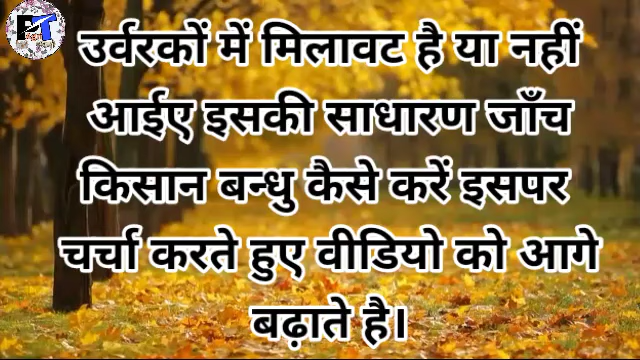 उर्वरकों में मिलावट है या नहीं
आईए इसकी साधारण जाँच
किसान बन्धु कैसे करें इसपर
चर्चा करते हुए वीडियो को आगे
बढ़ाते है।